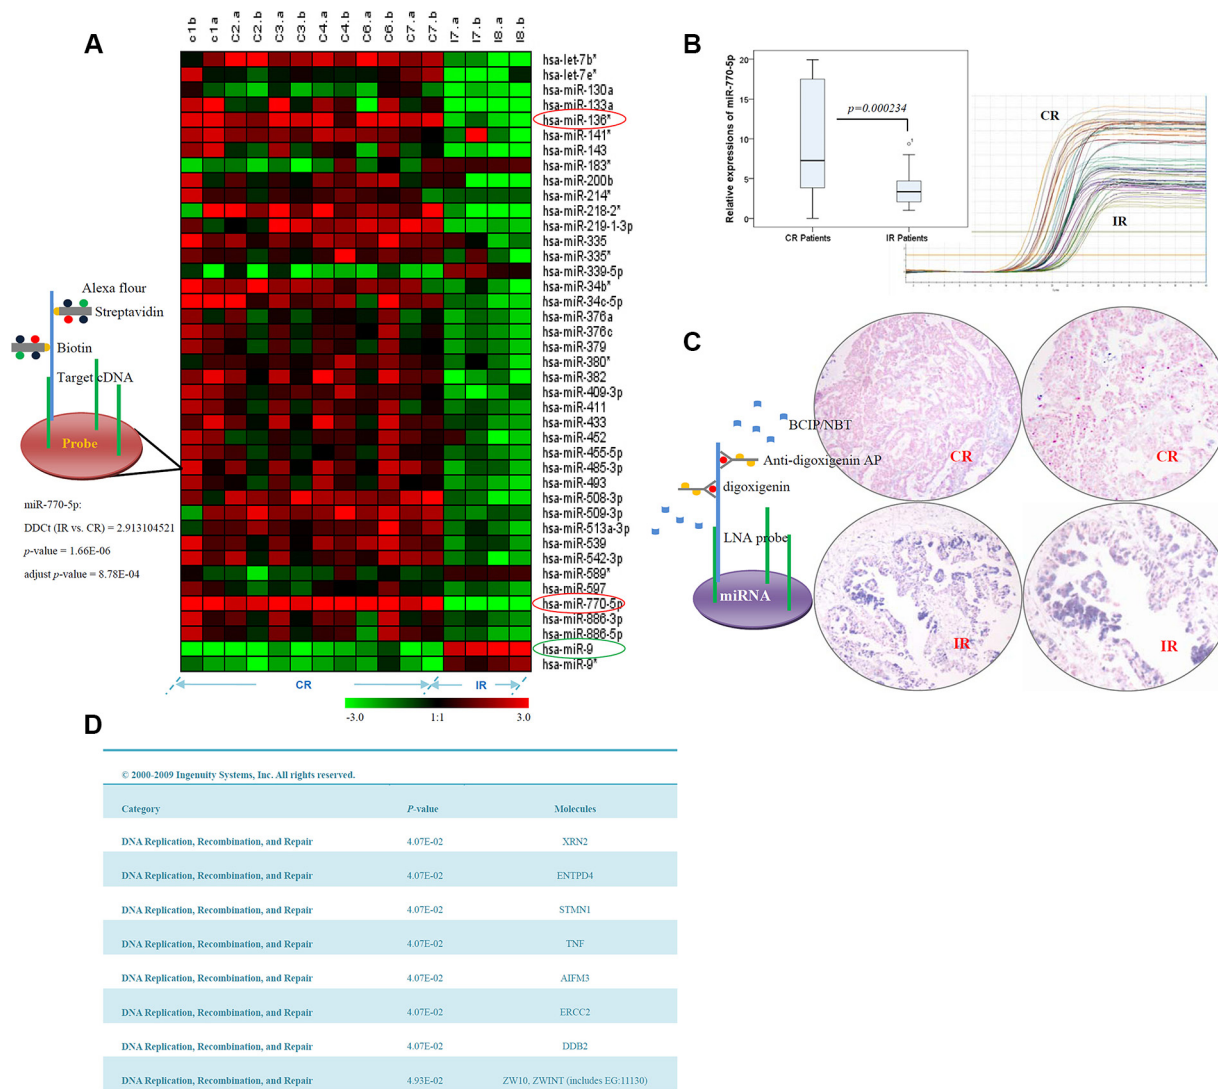 A
c1b c1a C2.a C2.b C3.a C3.b C4.a C4.b C6.a C6.b C7.a C7.b I7.a I7.b I8.a I8.b
hsa-let-7b*
hsa-let-7e*
hsa-miR-130a
hsa-miR-133a
hsa-miR-136*
hsa-miR-141*
hsa-miR-143
hsa-miR-183*
hsa-miR-200b
hsa-miR-214*
hsa-miR-218-2*
hsa-miR-219-1-3p
hsa-miR-335
hsa-miR-335*
hsa-miR-339-5p
hsa-miR-34b*
hsa-miR-34c-5p
hsa-miR-376a
hsa-miR-376c
hsa-miR-379
hsa-miR-380*
hsa-miR-382
hsa-miR-409-3p
hsa-miR-411
hsa-miR-433
hsa-miR-452
hsa-miR-455-5p
hsa-miR-485-3p
hsa-miR-493
hsa-miR-508-3p
hsa-miR-509-3p
hsa-miR-513a-3p
hsa-miR-539
hsa-miR-542-3p
hsa-miR-589*
hsa-miR-597
hsa-miR-770-5p
hsa-miR-886-3p
hsa-miR-886-5p
hsa-miR-9
hsa-miR-9*
CR
IR
-3.0 1:1 3.0
Alexa flour
Streptavidin
Biotin
Target cDNA
Probe
miR-770-5p:
DDCt (IR vs. CR) = 2.913104521
p-value = 1.66E-06
adjust p-value = 8.78E-04
B
Relative expressions of miR-770-5p
20
15
10
5
0
p=0.000234
1
CR Patients
IR Patients
CR
IR
C
BCIP/NBT
Anti-digoxigenin AP
digoxigenin
LNA probe
miRNA
CR
CR
IR
IR
D
© 2000-2009 Ingenuity Systems, Inc. All rights reserved.
Category P-value Molecules
DNA Replication, Recombination, and Repair 4.07E-02 XRN2
DNA Replication, Recombination, and Repair 4.07E-02 ENTPD4
DNA Replication, Recombination, and Repair 4.07E-02 STMN1
DNA Replication, Recombination, and Repair 4.07E-02 TNF
DNA Replication, Recombination, and Repair 4.07E-02 AIFM3
DNA Replication, Recombination, and Repair 4.07E-02 ERCC2
DNA Replication, Recombination, and Repair 4.07E-02 DDB2
DNA Replication, Recombination, and Repair 4.93E-02 ZW10, ZWINT (includes EG:11130)